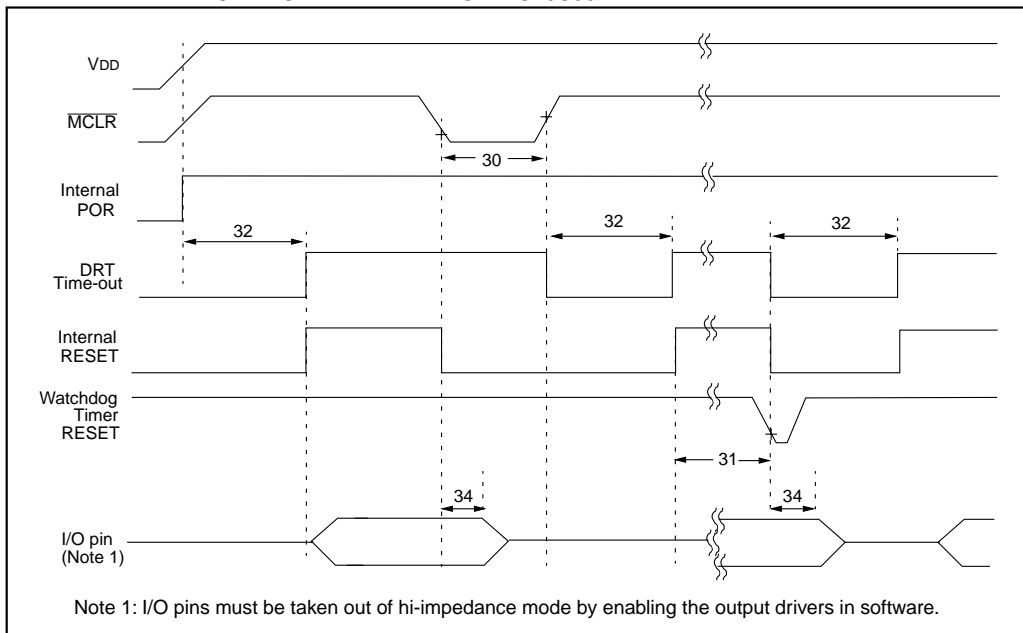 VDD
MCLR
30
Internal
POR
32
32
32
DRT
Time-out
Internal
RESET
Watchdog
Timer
RESET
31
34
34
I/O pin
(Note 1)
Note 1: I/O pins must be taken out of hi-impedance mode by enabling the output drivers in software.